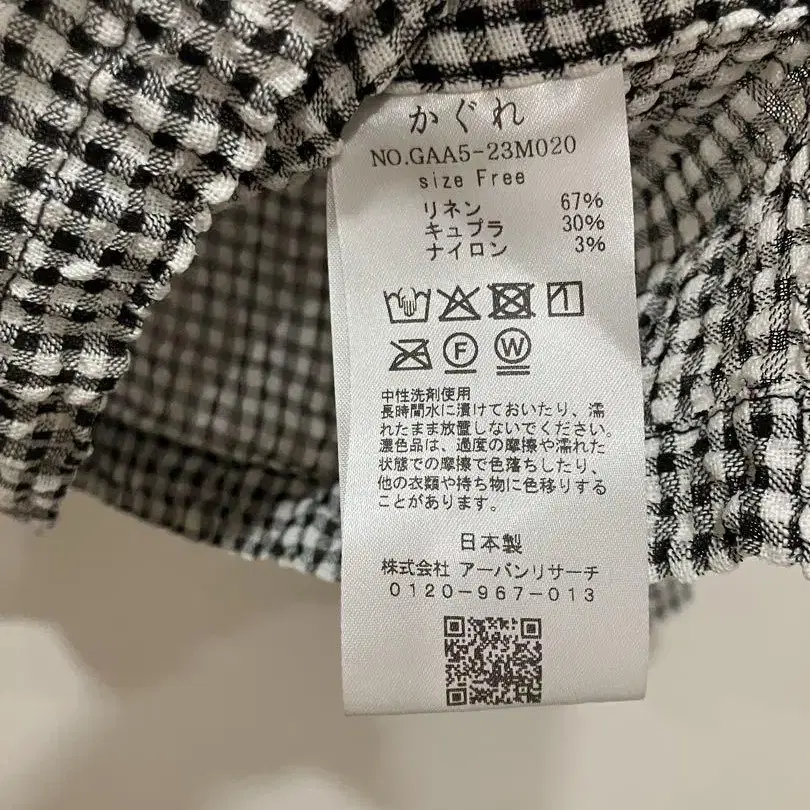 かぐれ
NO.GAA5-23M020
size Free
リネン 67%
キュプラ 30%
ナイロン 3%
F W
中性洗剤使用
長時間水に漬けておいたり、濡
れたまま放置しないでください。
濃色品は、過度の摩擦や濡れた
状態での摩擦で色落ちしたり、
他の衣類や持ち物に色移りする
ことがあります。
日本製
株式会社 アーバンリサーチ
0120-967-013